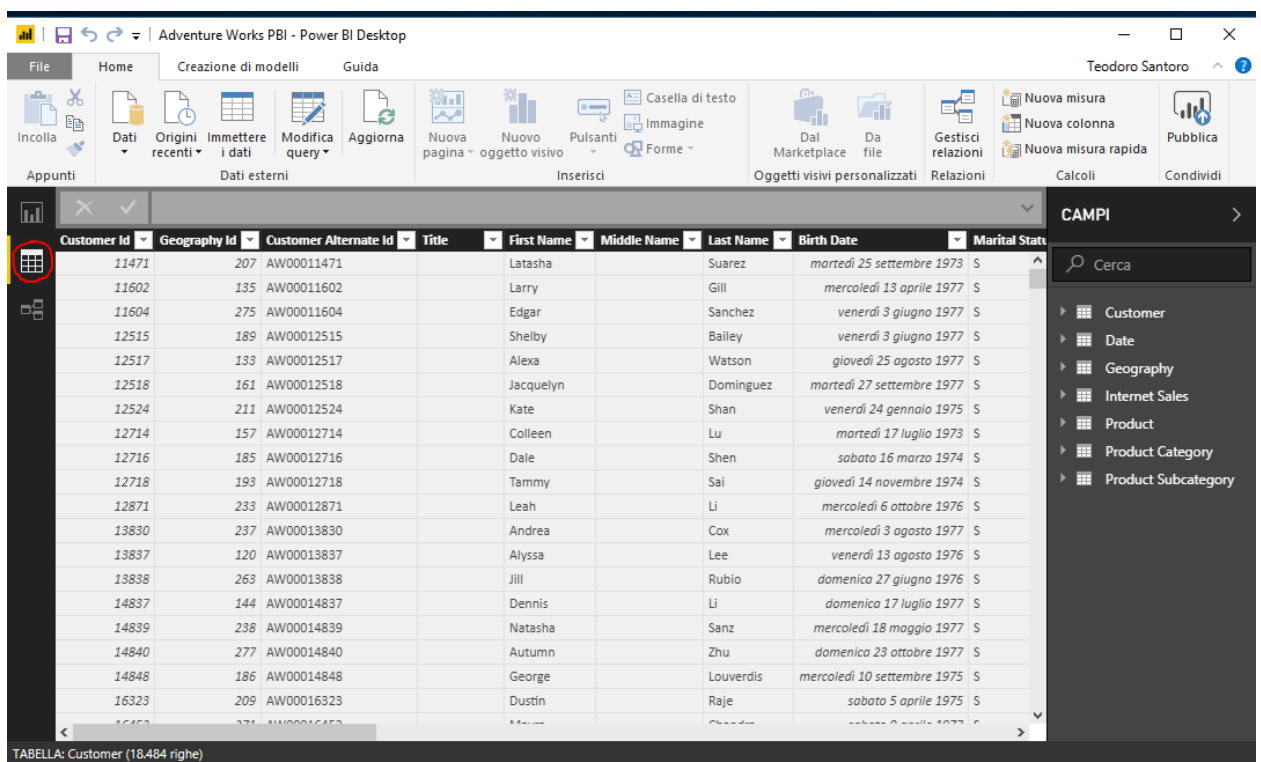 Adventure Works PBI - Power BI Desktop
File Home Creazione di modelli Guida Teodoro Santoro
Incolla
Dati
Origini recenti
Immettere i dati
Modifica query
Aggiorna
Nuova pagina
Nuovo oggetto visivo
Pulsanti
Casella di testo
Immagine
Forme
Dal Marketplace
Da file
Gestisci relazioni
Nuova misura
Nuova colonna
Nuova misura rapida
Pubblica
Appunti Dati esterni Inserisci Oggetti visivi personalizzati Relazioni Calcoli Condividi
Customer Id Geography Id Customer Alternate Id Title First Name Middle Name Last Name Birth Date Marital Statu
11471 207 AW00011471 Latasha Suarez martedì 25 settembre 1973 S
11602 135 AW00011602 Larry Gill mercoledì 13 aprile 1977 S
11604 275 AW00011604 Edgar Sanchez venerdì 3 giugno 1977 S
12515 189 AW00012515 Shelby Bailey venerdì 3 giugno 1977 S
12517 133 AW00012517 Alexa Watson giovedì 25 agosto 1977 S
12518 161 AW00012518 Jacquelyn Dominguez martedì 27 settembre 1977 S
12524 211 AW00012524 Kate Shan venerdì 24 gennaio 1975 S
12714 157 AW00012714 Colleen Lu martedì 17 luglio 1973 S
12716 185 AW00012716 Dale Shen sabato 16 marzo 1974 S
12718 193 AW00012718 Tammy Sai giovedì 14 novembre 1974 S
12871 233 AW00012871 Leah Li mercoledì 6 ottobre 1976 S
13830 237 AW00013830 Andrea Cox mercoledì 3 agosto 1977 S
13837 120 AW00013837 Alyssa Lee venerdì 13 agosto 1976 S
13838 263 AW00013838 Jill Rubio domenica 27 giugno 1976 S
14837 144 AW00014837 Dennis Li domenica 17 luglio 1977 S
14839 238 AW00014839 Natasha Sanz mercoledì 18 maggio 1977 S
14840 277 AW00014840 Autumn Zhu domenica 23 ottobre 1977 S
14848 186 AW00014848 George Louverdis mercoledì 10 settembre 1975 S
16323 209 AW00016323 Dustin Raje sabato 5 aprile 1975 S
CAMPI
Cerca
Customer
Date
Geography
Internet Sales
Product
Product Category
Product Subcategory
TABELLA: Customer (18.484 righe)